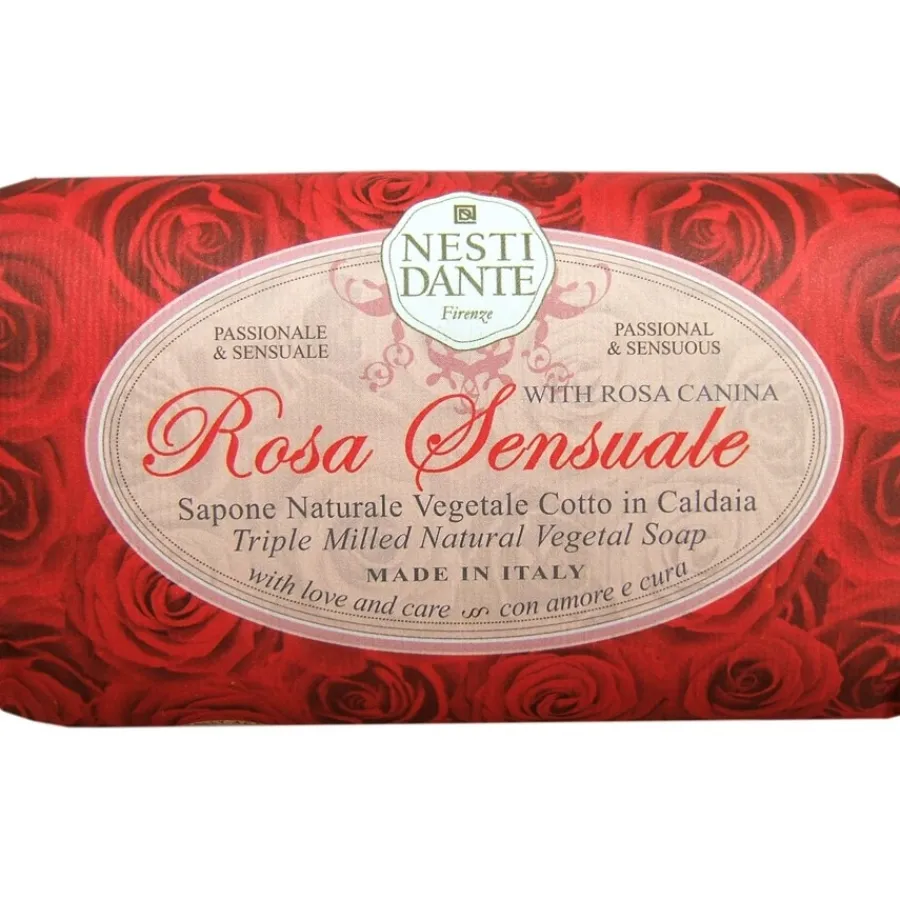 NESTI
DANTE
Firenze
PASSIONALE
& SENSUALE
PASSIONAL
& SENSUOUS
WITH ROSA CANINA
Rosa Sensuale
Sapone Naturale Vegetale Cotto in Caldaia
Triple Milled Natural Vegetal Soap
MADE IN ITALY
with love and care con amore e cura